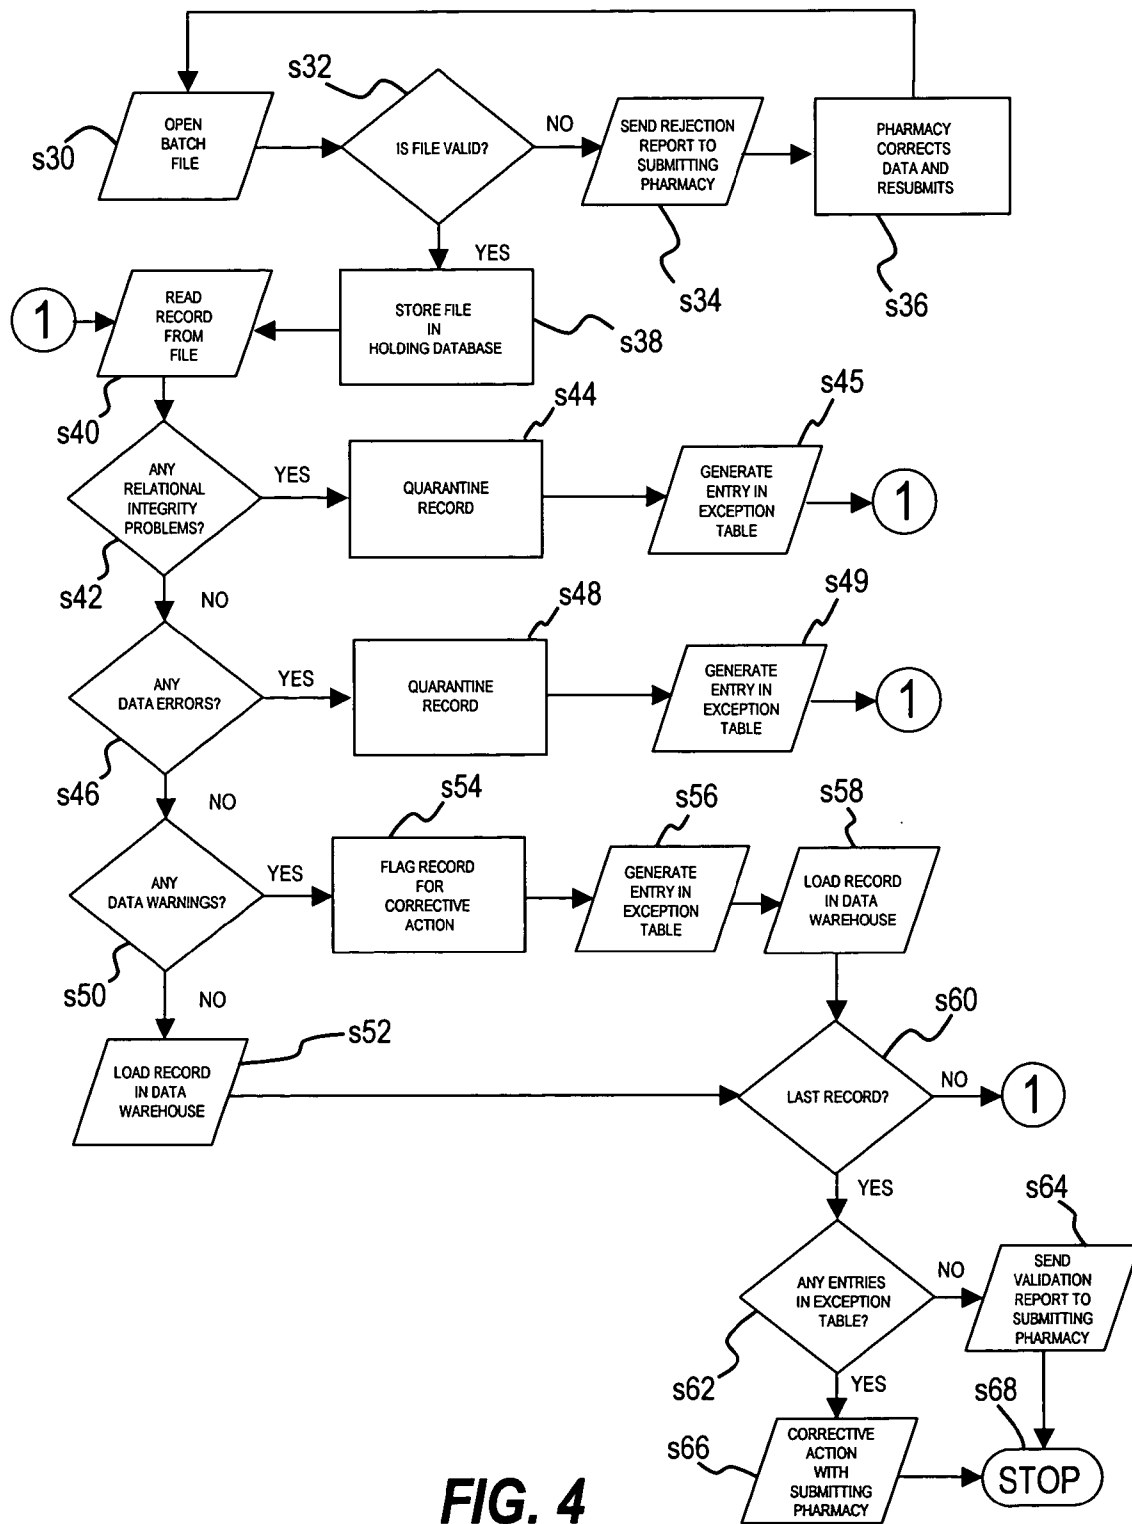 s32
s30
OPEN
BATCH
FILE
IS FILE VALID?
NO
SEND REJECTION
REPORT TO
SUBMITTING
PHARMACY
PHARMACY
CORRECTS
DATA AND
RESUBMITS
YES
s34
s36
1
READ
RECORD
FROM
FILE
STORE FILE
IN
HOLDING DATABASE
s38
s40
s44
s45
ANY
RELATIONAL
INTEGRITY
PROBLEMS?
YES
QUARANTINE
RECORD
GENERATE
ENTRY IN
EXCEPTION
TABLE
1
s42
NO
s48
s49
ANY
DATA ERRORS?
YES
QUARANTINE
RECORD
GENERATE
ENTRY IN
EXCEPTION
TABLE
1
s46
NO
s54
s56
s58
ANY
DATA WARNINGS?
YES
FLAG RECORD
FOR
CORRECTIVE
ACTION
GENERATE
ENTRY IN
EXCEPTION
TABLE
LOAD RECORD
IN DATA
WAREHOUSE
s50
NO
s52
s60
LOAD RECORD
IN DATA
WAREHOUSE
LAST RECORD?
NO
1
YES
s64
ANY ENTRIES
IN EXCEPTION
TABLE?
NO
SEND
VALIDATION
REPORT TO
SUBMITTING
PHARMACY
s62
YES
s68
s66
CORRECTIVE
ACTION
WITH
SUBMITTING
PHARMACY
STOP
FIG. 4